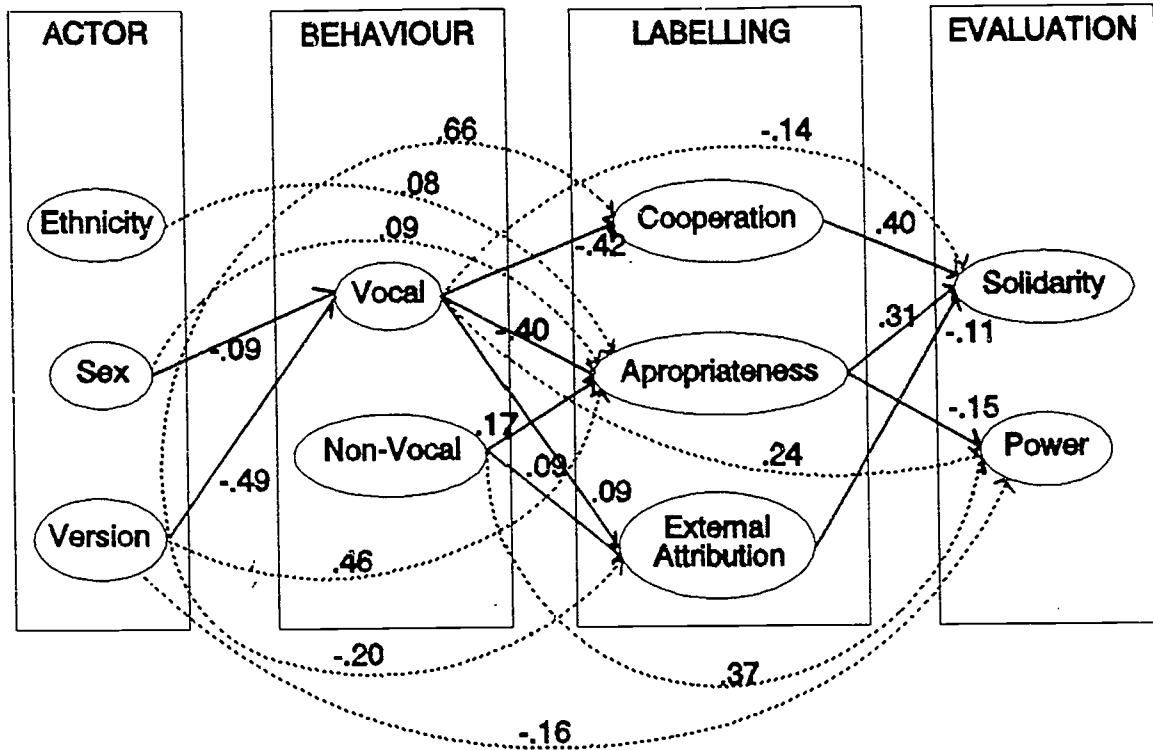 ACTOR BEHAVIOUR LABELLING EVALUATION
.66
-.14
.08
Ethnicity
Cooperation
.40
.09
-.42
Vocal
Solidarity
.31
-.11
-.09
-.40
Sex
Apropriateness
-.15
.17
Non-Vocal
.24
Power
.09
-.49
.09
Version
External
Attribution
.46
-.20
.37
-.16